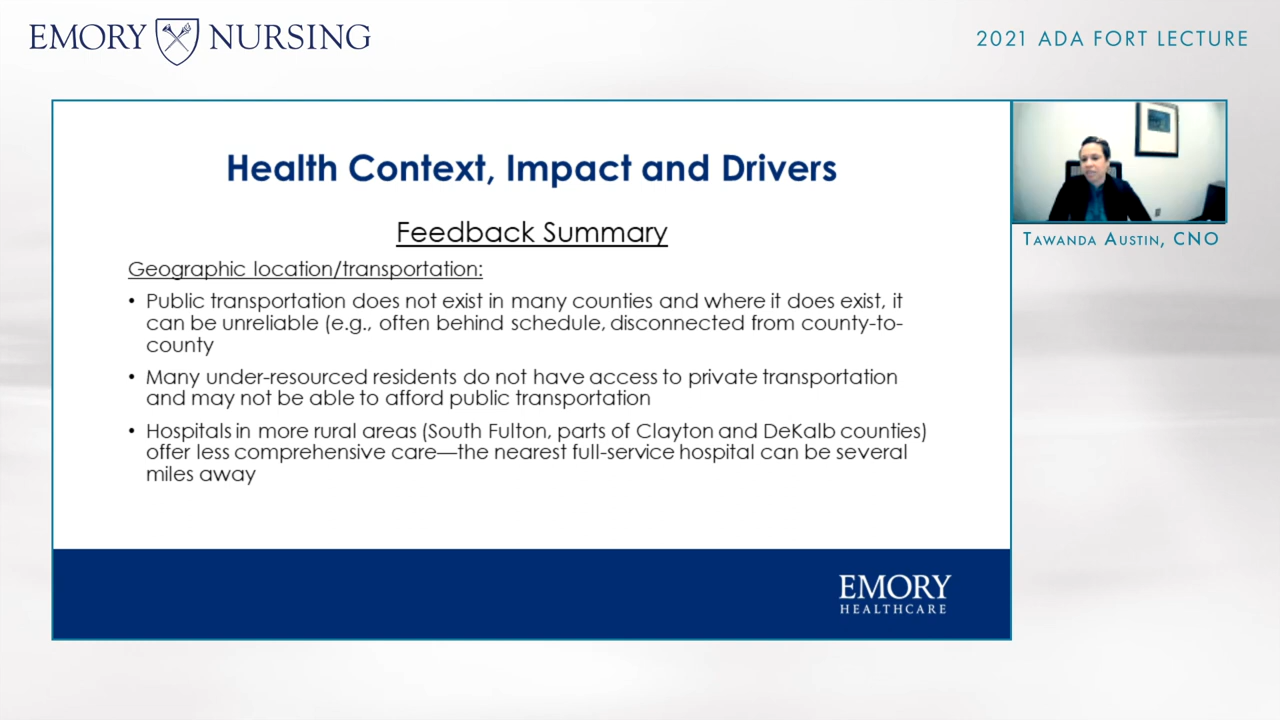 EMORY NURSING
2021 ADA FORT LECTURE
Health Context, Impact and Drivers
Feedback Summary
Geographic location/transportation:
• Public transportation does not exist in many counties and where it does exist, it
can be unreliable (e.g., often behind schedule, disconnected from county-to-
county
• Many under-resourced residents do not have access to private transportation
and may not be able to afford public transportation
• Hospitals in more rural areas (South Fulton, parts of Clayton and DeKalb counties)
offer less comprehensive care—the nearest full-service hospital can be several
miles away
EMORY
HEALTHCARE
Tawanda Austin, CNO